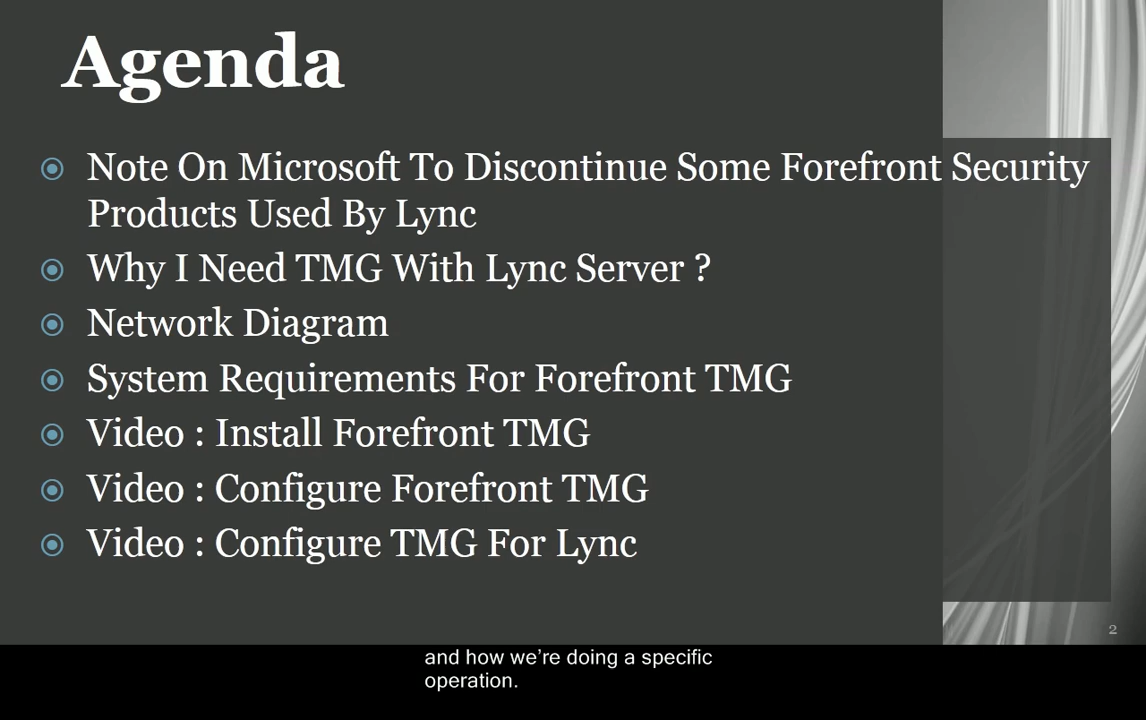 Agenda
Note On Microsoft To Discontinue Some Forefront Security
Products Used By Lync
Why I Need TMG With Lync Server ?
Network Diagram
System Requirements For Forefront TMG
Video : Install Forefront TMG
Video : Configure Forefront TMG
Video : Configure TMG For Lync
2
and how we're doing a specific
operation.